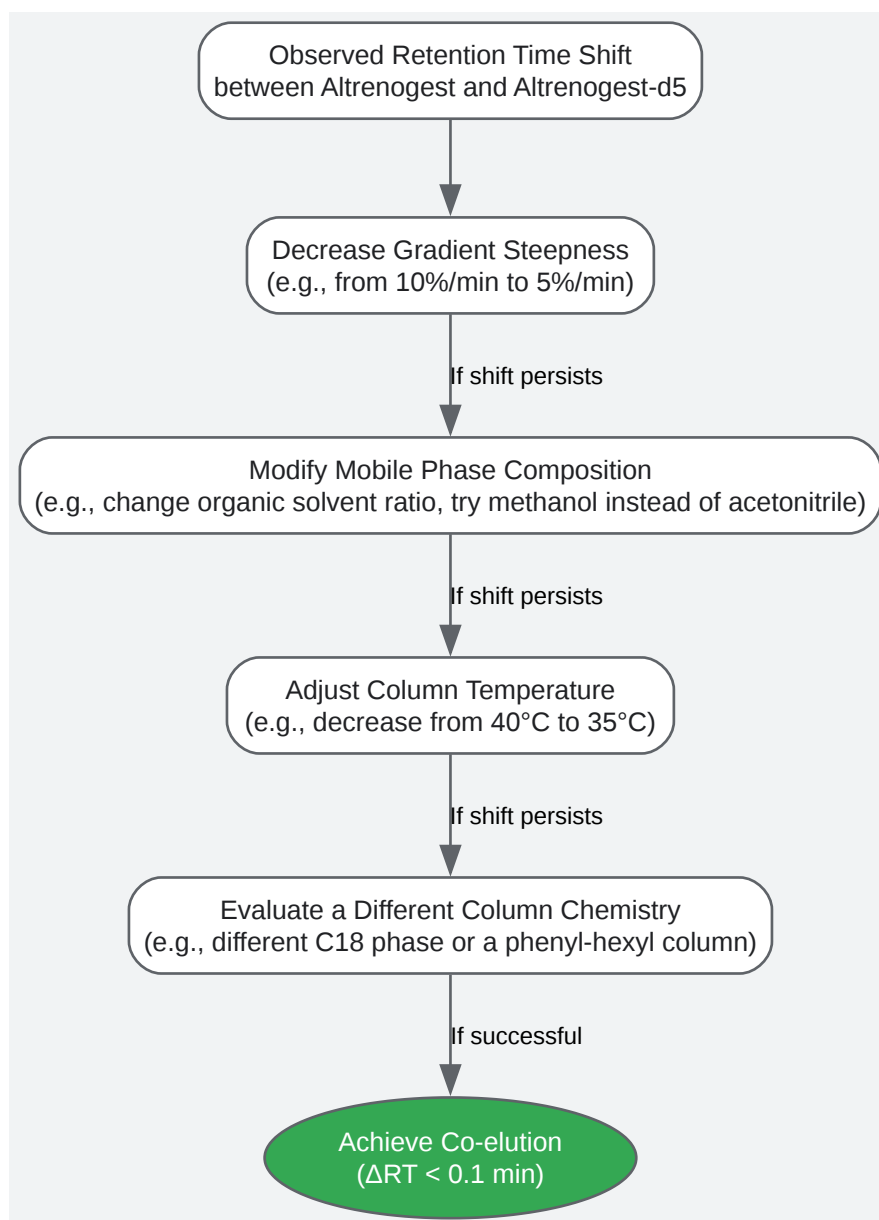 Observed Retention Time Shift
between Altrenogest and Altrenogest-d5
Decrease Gradient Steepness
(e.g., from 10%/min to 5%/min)
If shift persists
Modify Mobile Phase Composition
(e.g., change organic solvent ratio, try methanol instead of acetonitrile)
If shift persists
Adjust Column Temperature
(e.g., decrease from 40°C to 35°C)
If shift persists
Evaluate a Different Column Chemistry
(e.g., different C18 phase or a phenyl-hexyl column)
If successful
Achieve Co-elution
(ΔRT < 0.1 min)